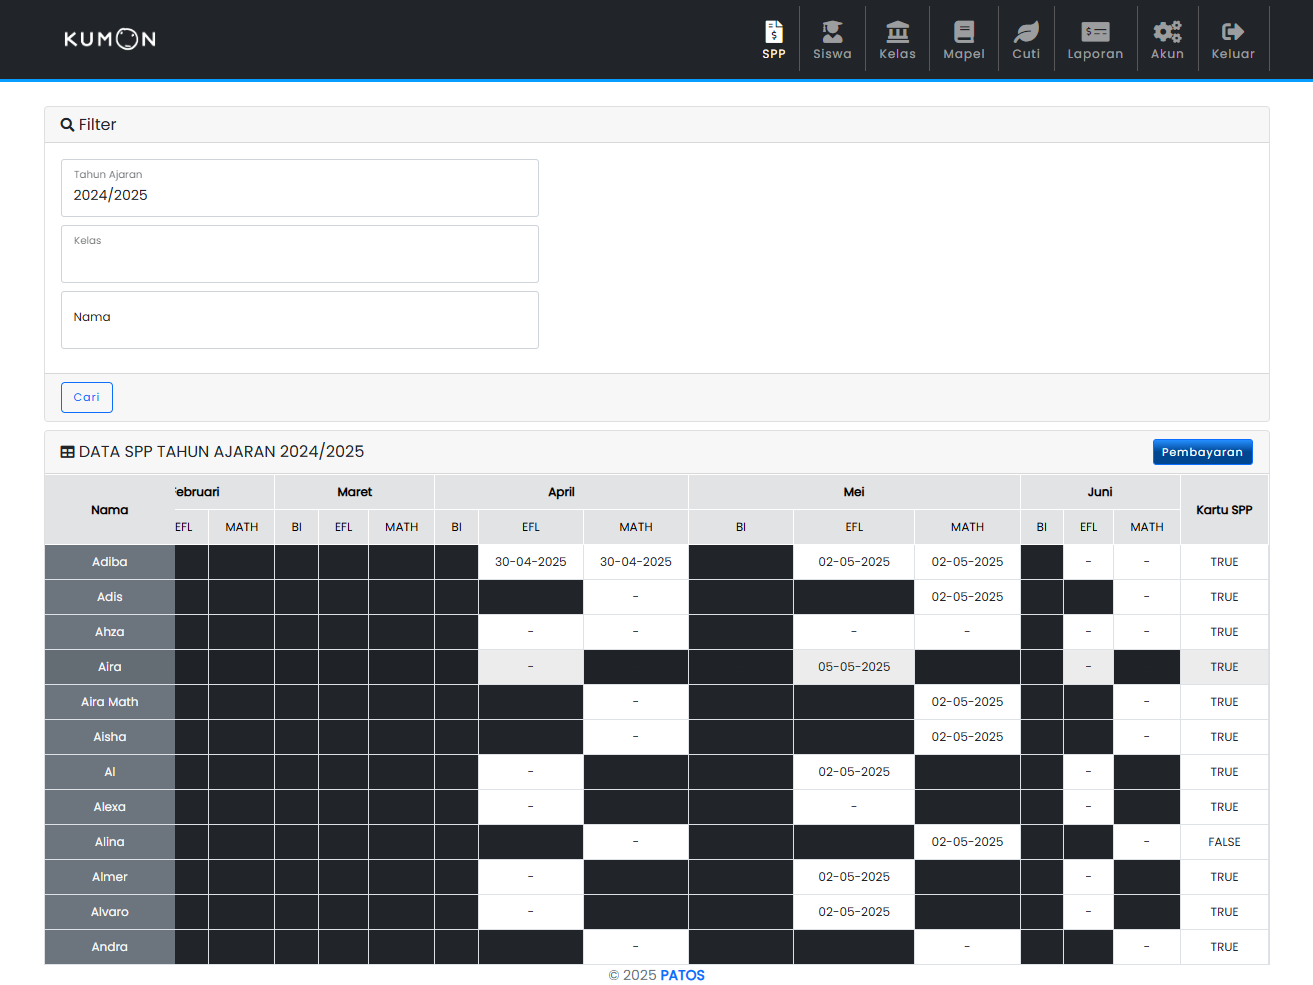 KUMON
SPP
Siswa
Kelas
Mapel
Cuti
Laporan
Akun
Keluar
Filter
Tahun Ajaran
2024/2025
Kelas
Nama
Cari
DATA SPP TAHUN AJARAN 2024/2025
Pembayaran
Nama ebruari Maret April Mei Juni Kartu SPP
EFL MATH BI EFL MATH BI EFL MATH BI EFL MATH BI EFL MATH
Adiba 30-04-2025 30-04-2025 02-05-2025 02-05-2025 - - TRUE
Adis - 02-05-2025 - TRUE
Ahza - - - - - - TRUE
Aira - 05-05-2025 - TRUE
Aira Math - 02-05-2025 - TRUE
Aisha - 02-05-2025 - TRUE
Al - 02-05-2025 - TRUE
Alexa - - - TRUE
Alina - 02-05-2025 - FALSE
Almer - 02-05-2025 - TRUE
Alvaro - 02-05-2025 - TRUE
Andra - - - TRUE
© 2025 PATOS